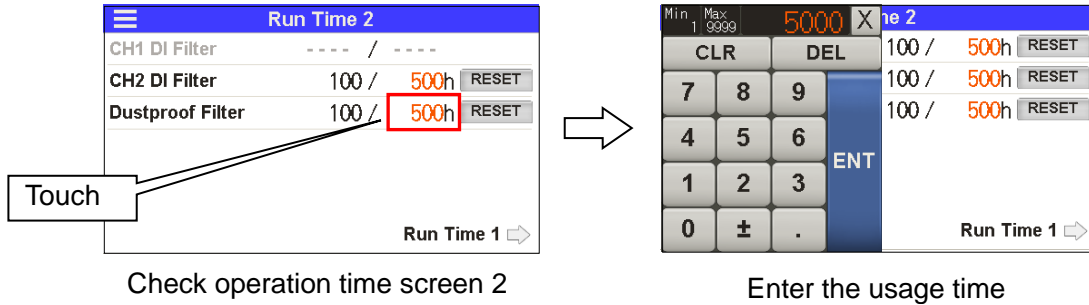 Run Time 2
CH1 DI Filter - - - - / - - - -
CH2 DI Filter 100 / 500h RESET
Dustproof Filter 100 / 500h RESET
Touch
Run Time 1
Check operation time screen 2
Min 1 Max 9999 5000 X
CLR DEL
7 8 9
4 5 6
ENT
1 2 3
0 ± .
ne 2
100 / 500h RESET
100 / 500h RESET
100 / 500h RESET
Run Time 1
Enter the usage time